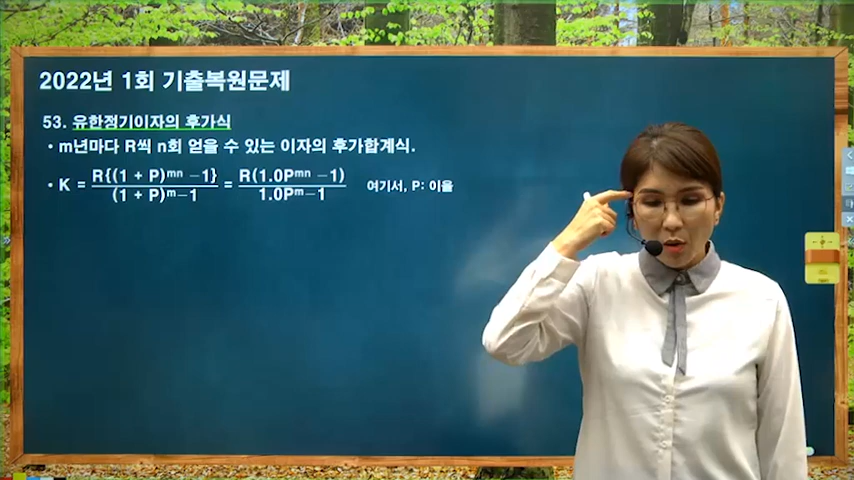 2022년 1회 기출복원문제
53. 유한정기이자의 후가식
• m년마다 R씩 n회 얻을 수 있는 이자의 후가합계식.
• K = R{(1 + P)ᵐⁿ −1} / (1 + P)ᵐ−1 = R(1.0Pᵐⁿ −1) / 1.0Pᵐ−1 여기서, P: 이율